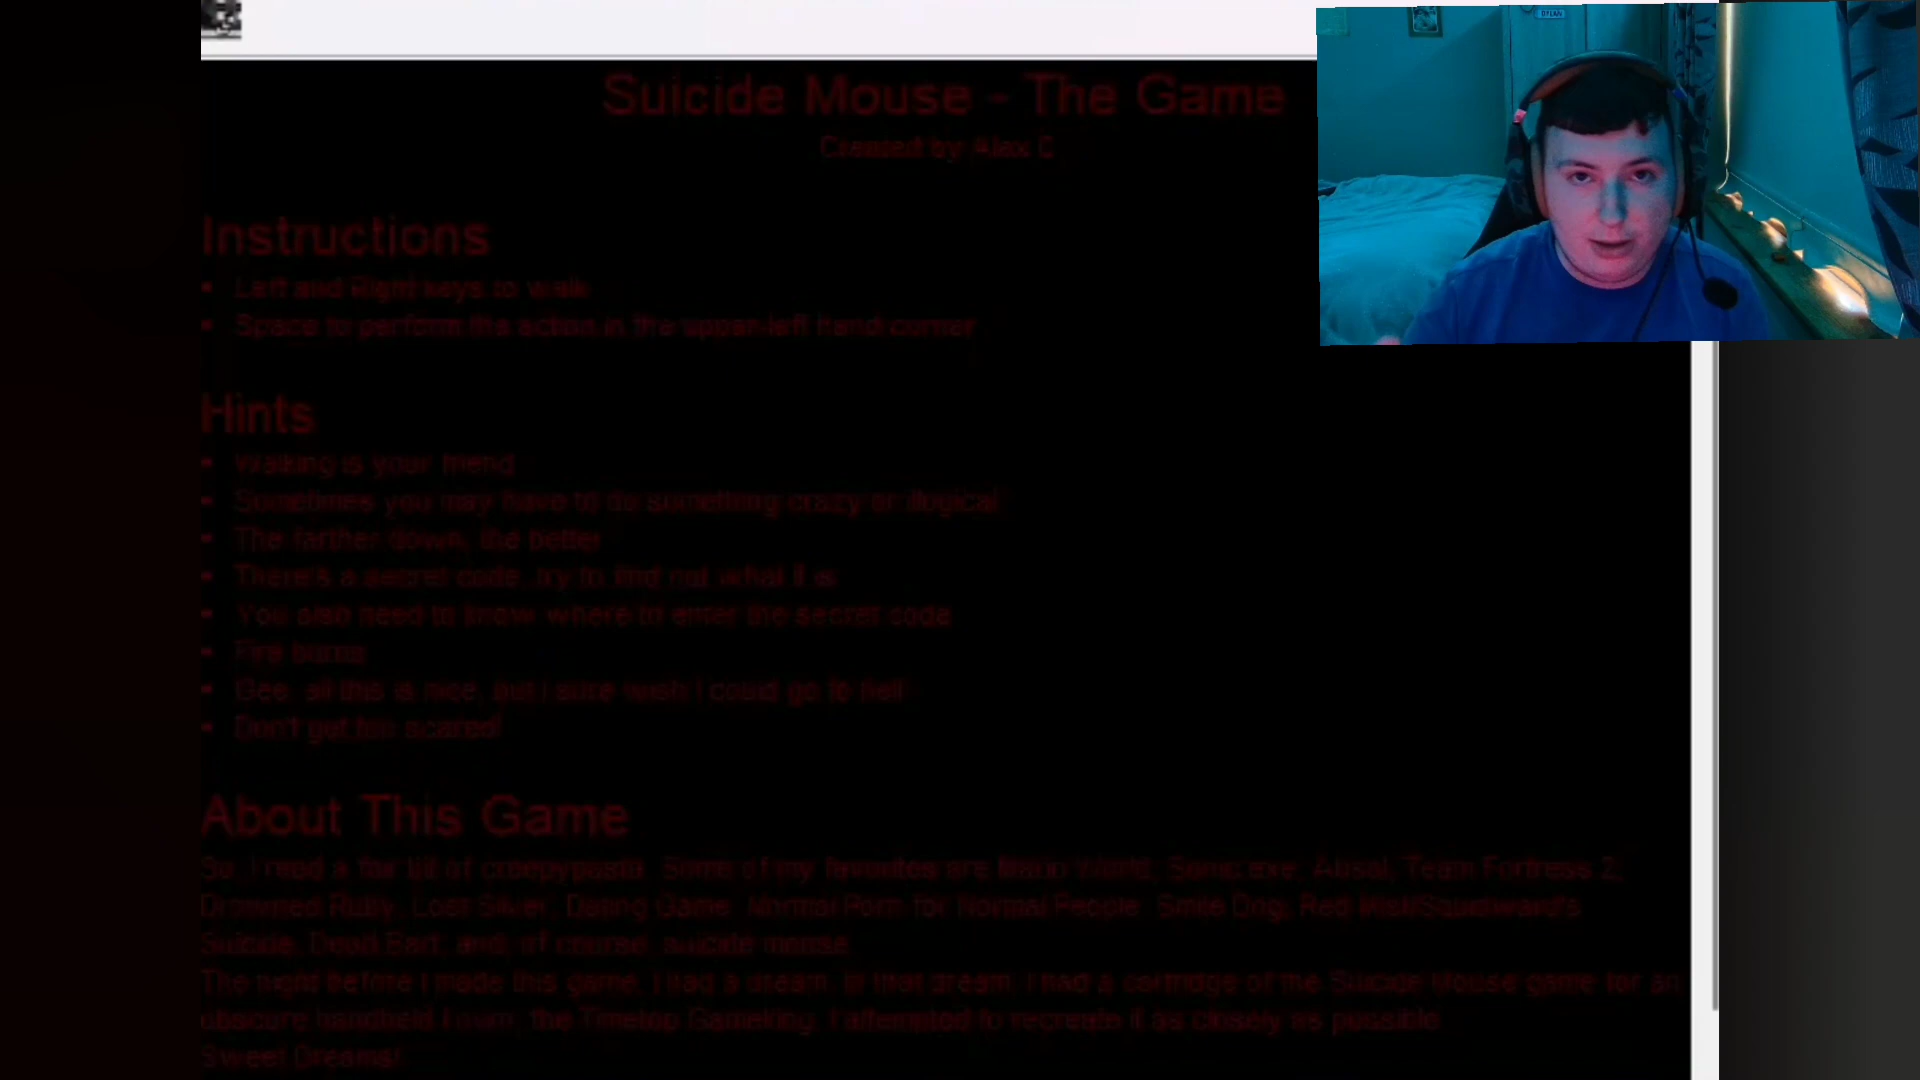 DYLAN
Suicide Mouse - The Game
Created by Alex C
Instructions
• Left and Right keys to walk
• Space to perform the action in the upper-left hand corner
Hints
• Walking is your friend
• Sometimes you may have to do something crazy or illogical
• The farther down, the better
• There's a secret code, try to find out what it is
• You also need to know where to enter the secret code
• Fire burns
• Gee, all this is nice, but I sure wish I could go to hell
• Don't get too scared!
About This Game
So, I read a fair bit of creepypasta. Some of my favourites are Mario World, Sonic.exe, Absol, Team Fortress 2,
Drowned Ruby, Lost Silver, Dating Game, Normal Porn for Normal People, Smile Dog, Red Mist/Squidward's
Suicide, Dead Bart, and, of course, suicide mouse.
The night before I made this game, I had a dream. In that dream, I had a cartridge of the Suicide Mouse game for an
obscure handheld I own, the Timetop Gameking. I attempted to recreate it as closely as possible.
Sweet Dreams!